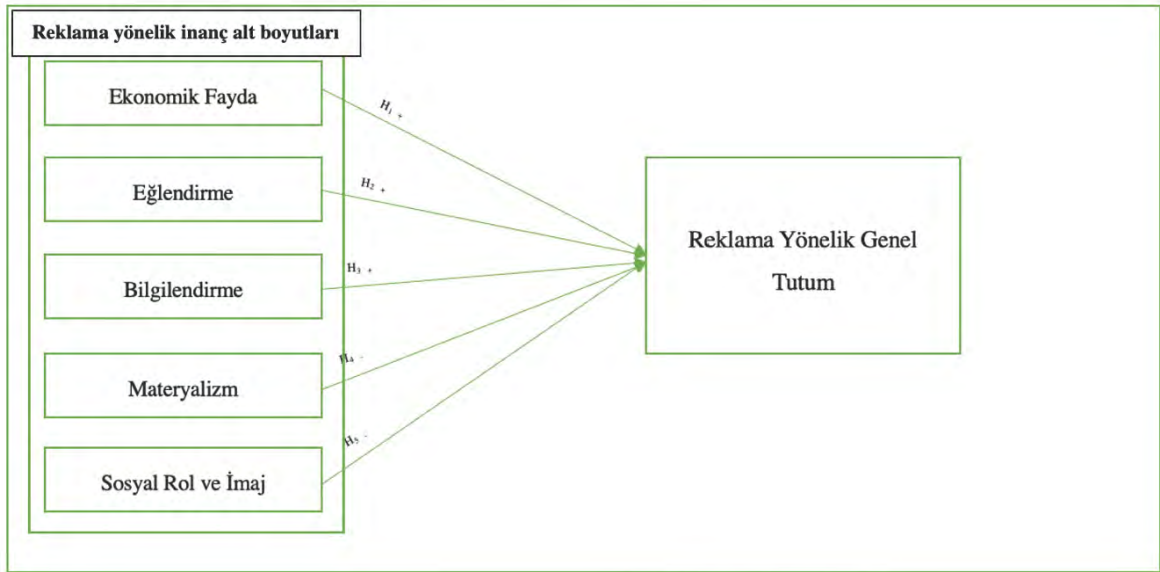 Reklama yönelik inanç alt boyutları
Ekonomik Fayda
Eğlendirme
Bilgilendirme
Materyalizm
Sosyal Rol ve İmaj
H₁ +
H₂ +
H₃ +
H₄ -
H₅ -
Reklama Yönelik Genel
Tutum